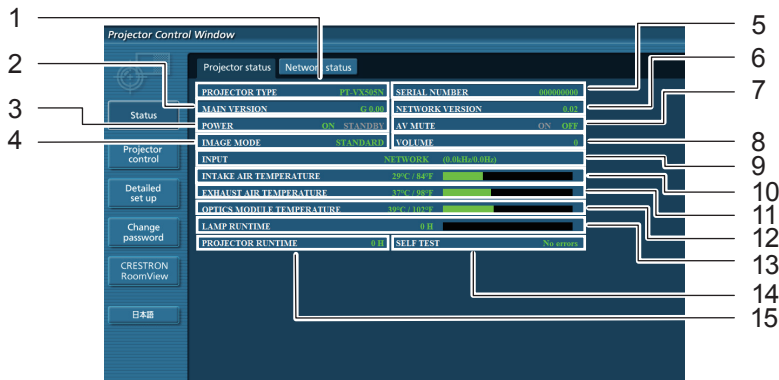 Projector Control Window
Projector status Network status
PROJECTOR TYPE PT-VX505N SERIAL NUMBER 000000000
MAIN VERSION G 0.00 NETWORK VERSION 0.02
POWER ON STANDBY AV MUTE ON OFF
IMAGE MODE STANDARD VOLUME 0
INPUT NETWORK (0.0kHz/0.0Hz)
INTAKE AIR TEMPERATURE 29°C / 84°F
EXHAUST AIR TEMPERATURE 37°C / 98°F
OPTICS MODULE TEMPERATURE 39°C / 102°F
LAMP RUNTIME 0 H
PROJECTOR RUNTIME 0 H SELF TEST No errors
Status
Projector
control
Detailed
set up
Change
password
CRESTRON
RoomView
日本語
1
2
3
4
5
6
7
8
9
10
11
12
13
14
15